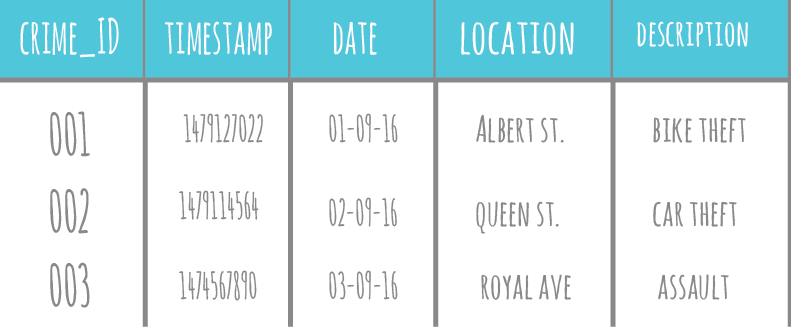 CRIME_ID TIMESTAMP DATE LOCATION DESCRIPTION
001 1479127022 01-09-16 ALBERT ST. BIKE THEFT
002 1479114564 02-09-16 QUEEN ST. CAR THEFT
003 1474567890 03-09-16 ROYAL AVE ASSAULT